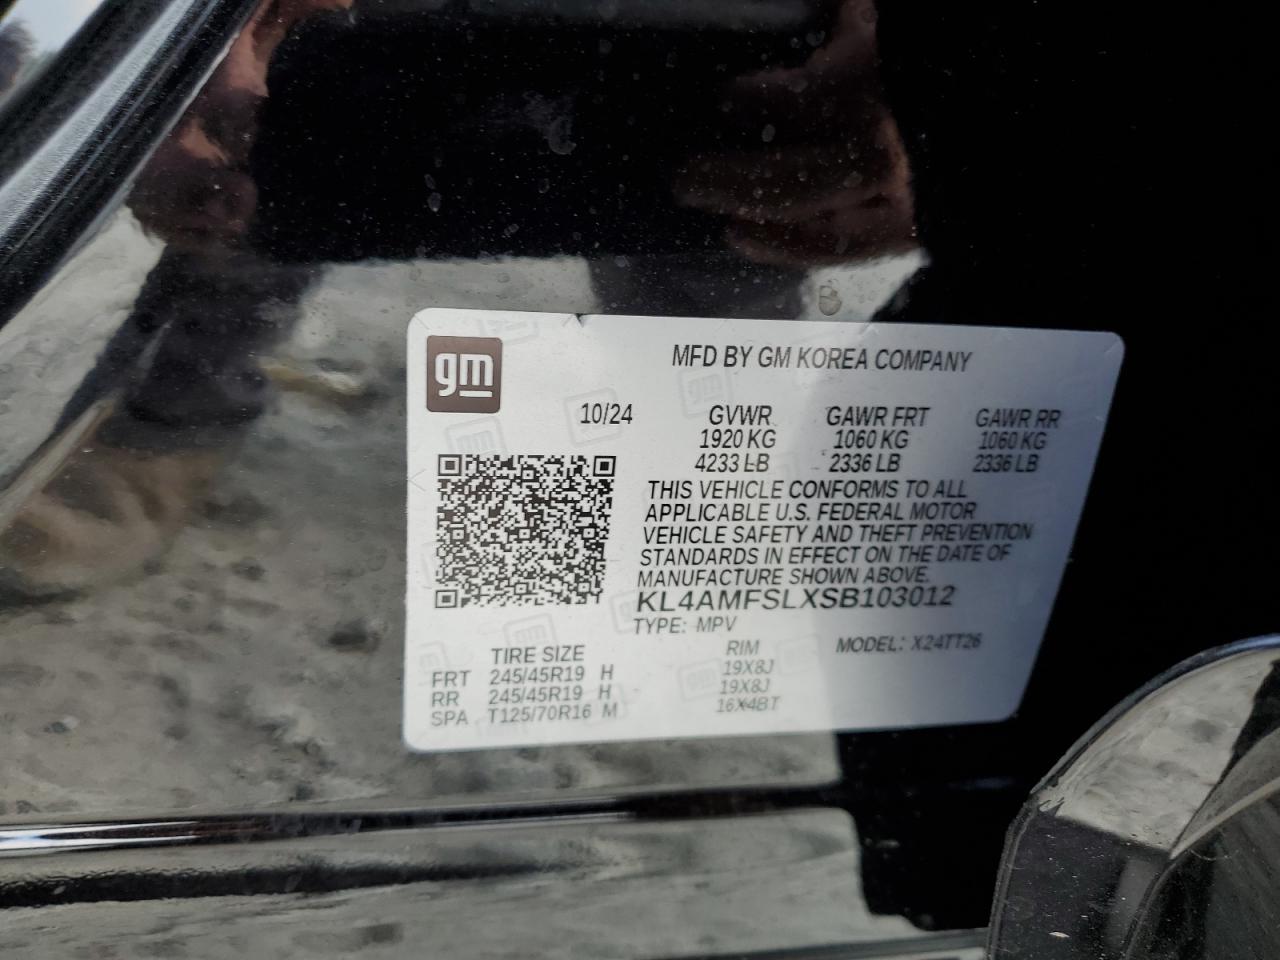 gm
MFD BY GM KOREA COMPANY
10/24 GVWR GAWR FRT GAWR RR
1920 KG 1060 KG 1060 KG
4233 LB 2336 LB 2336 LB
THIS VEHICLE CONFORMS TO ALL
APPLICABLE U.S. FEDERAL MOTOR
VEHICLE SAFETY AND THEFT PREVENTION
STANDARDS IN EFFECT ON THE DATE OF
MANUFACTURE SHOWN ABOVE.
KL4AMFSLXSB103012
TYPE: MPV MODEL: X24TT26
TIRE SIZE RIM
FRT 245/45R19 H 19X8J
RR 245/45R19 H 19X8J
SPA T125/70R16 M 16X4BT